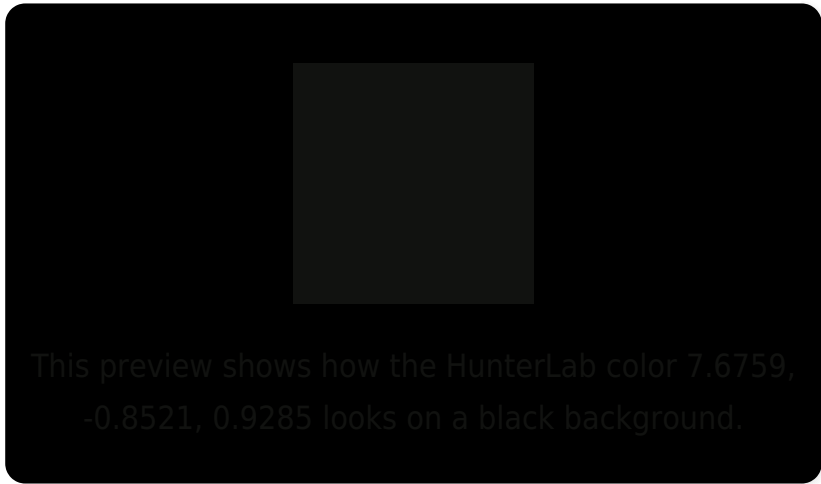 This preview shows how the HunterLab color 7.6759,
-0.8521, 0.9285 looks on a black background.